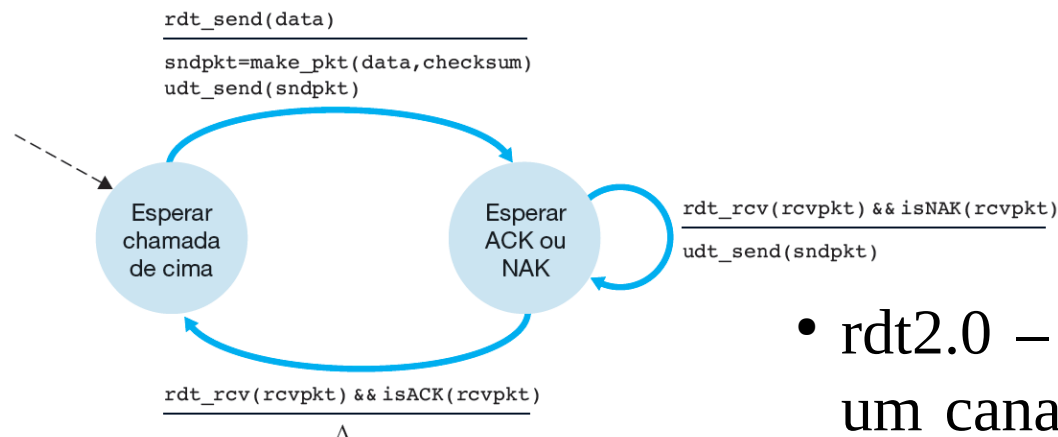 rdt_send(data)
sndpkt=make_pkt(data,checksum)
udt_send(sndpkt)
Esperar
chamada
de cima
Esperar
ACK ou
NAK
rdt_rcv(rcvpkt) && isNAK(rcvpkt)
udt_send(sndpkt)
rdt_rcv(rcvpkt) && isACK(rcvpkt)
Λ
• rdt2.0 –
um cana